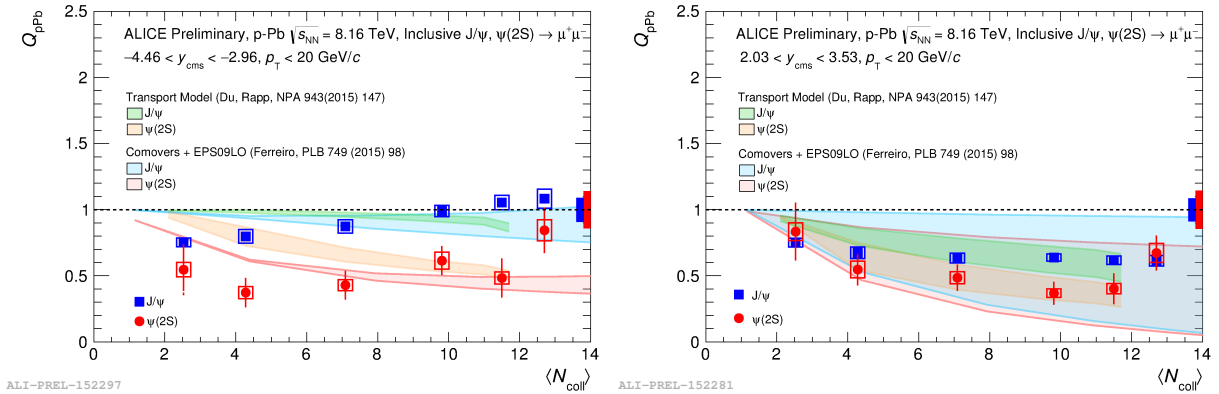 ALICE Preliminary, p-Pb √s_NN = 8.16 TeV, Inclusive J/ψ, ψ(2S) → μ⁺μ⁻
−4.46 < y_cms < −2.96, p_T < 20 GeV/c
Transport Model (Du, Rapp, NPA 943(2015) 147)
J/ψ
ψ(2S)
Comovers + EPS09LO (Ferreiro, PLB 749 (2015) 98)
J/ψ
ψ(2S)
J/ψ
ψ(2S)
Q_pPb
2.5
2
1.5
1
0.5
0
0 2 4 6 8 10 12 14
⟨N_coll⟩
ALI-PREL-152297
ALICE Preliminary, p-Pb √s_NN = 8.16 TeV, Inclusive J/ψ, ψ(2S) → μ⁺μ⁻
2.03 < y_cms < 3.53, p_T < 20 GeV/c
Transport Model (Du, Rapp, NPA 943(2015) 147)
J/ψ
ψ(2S)
Comovers + EPS09LO (Ferreiro, PLB 749 (2015) 98)
J/ψ
ψ(2S)
J/ψ
ψ(2S)
Q_pPb
2.5
2
1.5
1
0.5
0
0 2 4 6 8 10 12 14
⟨N_coll⟩
ALI-PREL-152281